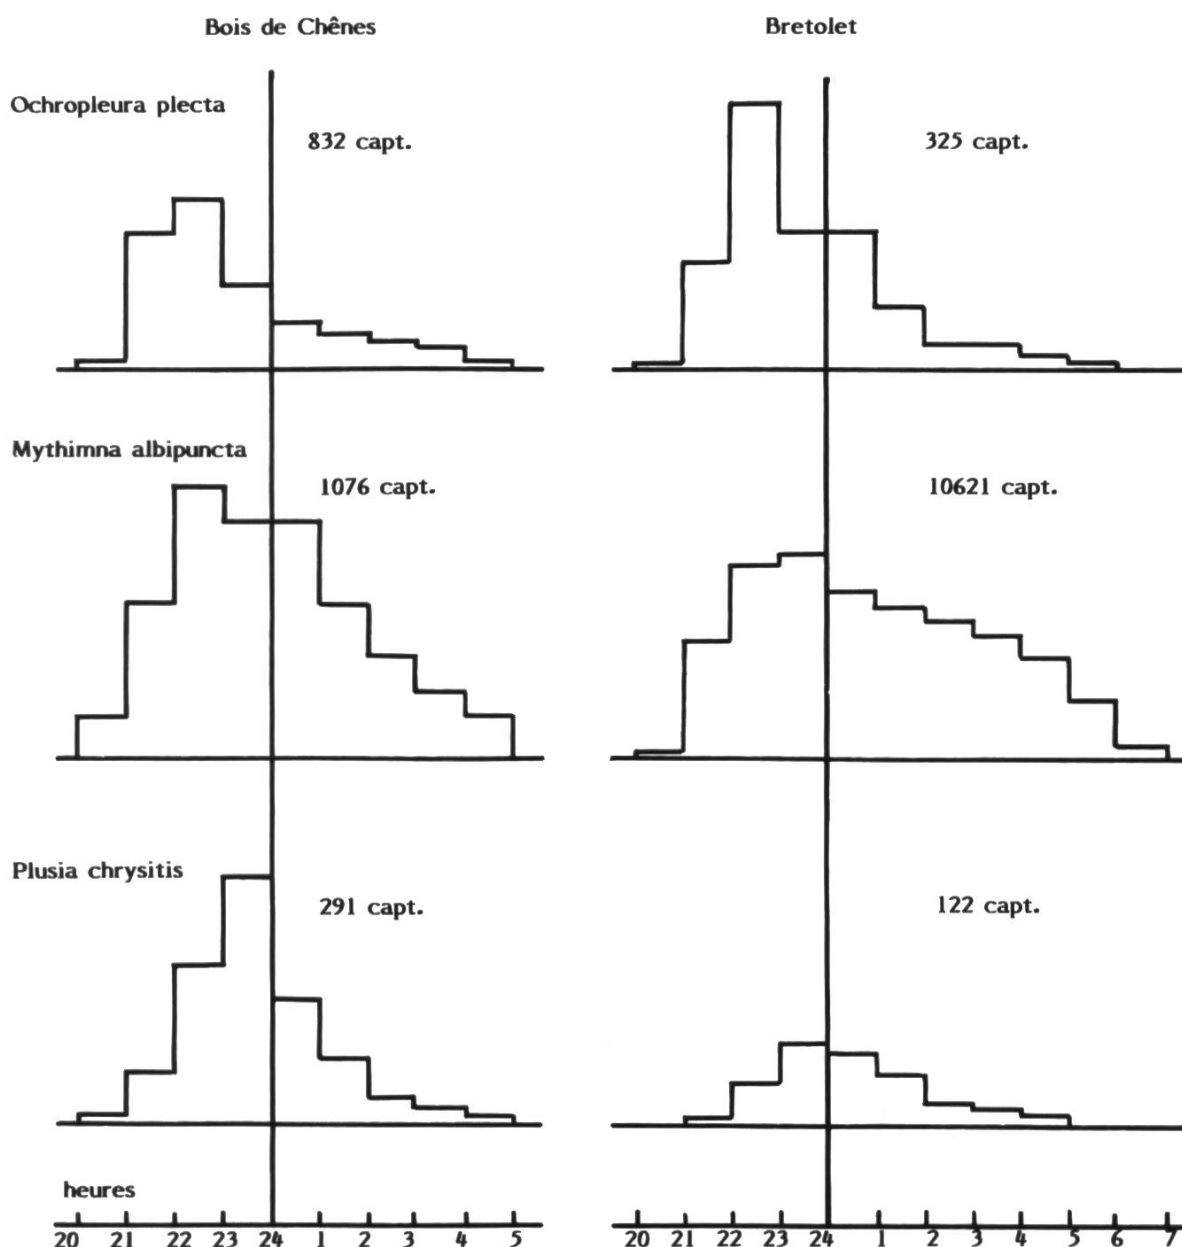 Bois de Chênes
Bretolet
Ochropleura plecta
832 capt.
325 capt.
Mythimna albipuncta
1076 capt.
10621 capt.
Plusia chrysitis
291 capt.
122 capt.
heures
20 21 22 23 24 1 2 3 4 5
20 21 22 23 24 1 2 3 4 5 6 7